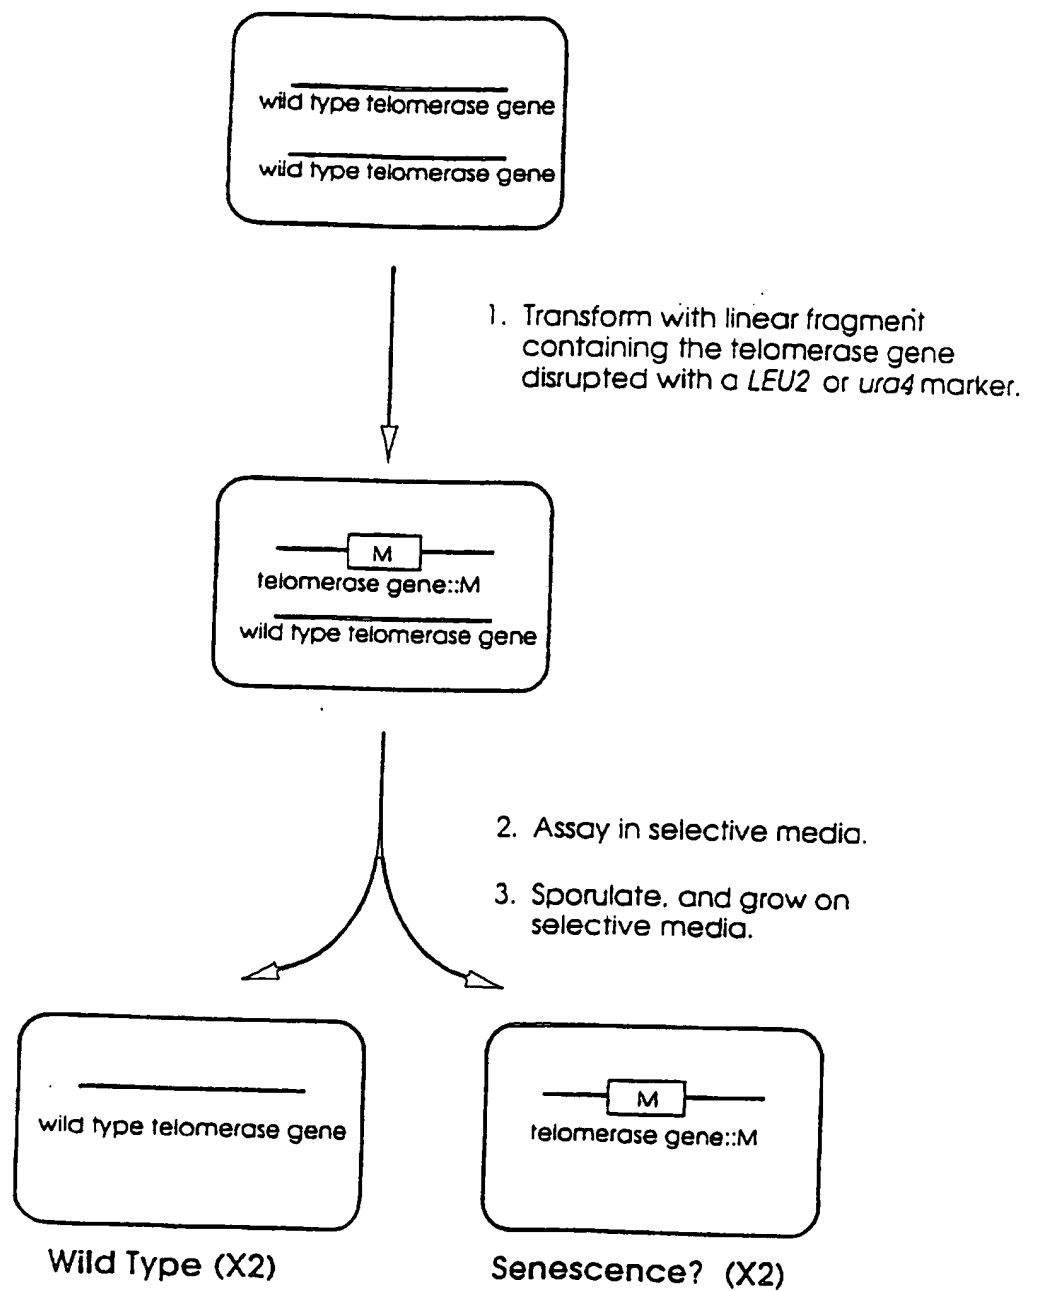 wild type telomerase gene
wild type telomerase gene
1. Transform with linear fragment
containing the telomerase gene
disrupted with a LEU2 or ura4 marker.
M
telomerase gene::M
wild type telomerase gene
2. Assay in selective media.
3. Sporulate, and grow on
selective media.
wild type telomerase gene
M
telomerase gene::M
Wild Type (X2)
Senescence? (X2)